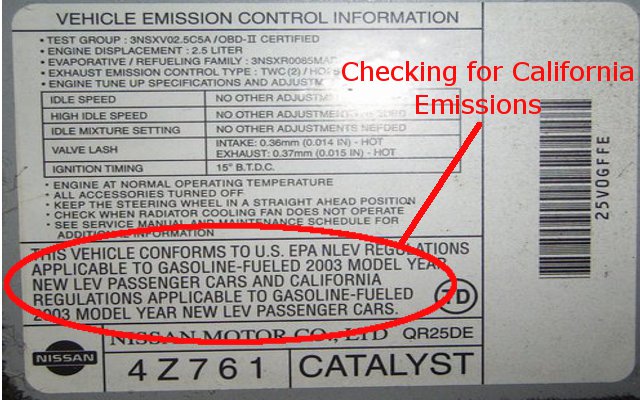 VEHICLE EMISSION CONTROL INFORMATION
• TEST GROUP : 3NSXV02.5C5A / OBD-II CERTIFIED
• ENGINE DISPLACEMENT : 2.5 LITER
• EVAPORATIVE / REFUELING FAMILY :
• EXHAUST EMISSION CONTROL TYPE : TWC(2) /
• ENGINE TUNE UP SPECIFICATIONS AND
Checking for California
Emissions
IDLE SPEED NO OTHER
HIGH IDLE SPEED NO OTHER ADJUSTMENTS
IDLE MIXTURE SETTING NO OTHER ADJUSTMENTS NEEDED
VALVE LASH INTAKE: 0.36mm (0.014 IN) - HOT
EXHAUST: 0.37mm (0.015 IN) - HOT
IGNITION TIMING 15° B.T.D.C.
• ENGINE AT NORMAL OPERATING TEMPERATURE
• ALL ACCESSORIES TURNED OFF
• KEEP THE STEERING WHEEL IN A STRAIGHT AHEAD POSITION
• CHECK WHEN RADIATOR COOLING FAN DOES NOT OPERATE
• SEE SERVICE MANUAL AND MAINTENANCE SCHEDULE FOR
ADDITIONAL INFORMATION
THIS VEHICLE CONFORMS TO U.S. EPA NLEV REGULATIONS
APPLICABLE TO GASOLINE-FUELED 2003 MODEL YEAR
NEW LEV PASSENGER CARS AND CALIFORNIA
REGULATIONS APPLICABLE TO GASOLINE-FUELED
2003 MODEL YEAR NEW LEV PASSENGER CARS.
7D
NISSAN MOTOR CO., LTD QR25DE
NISSAN
4Z761 CATALYST
25VUGFFE